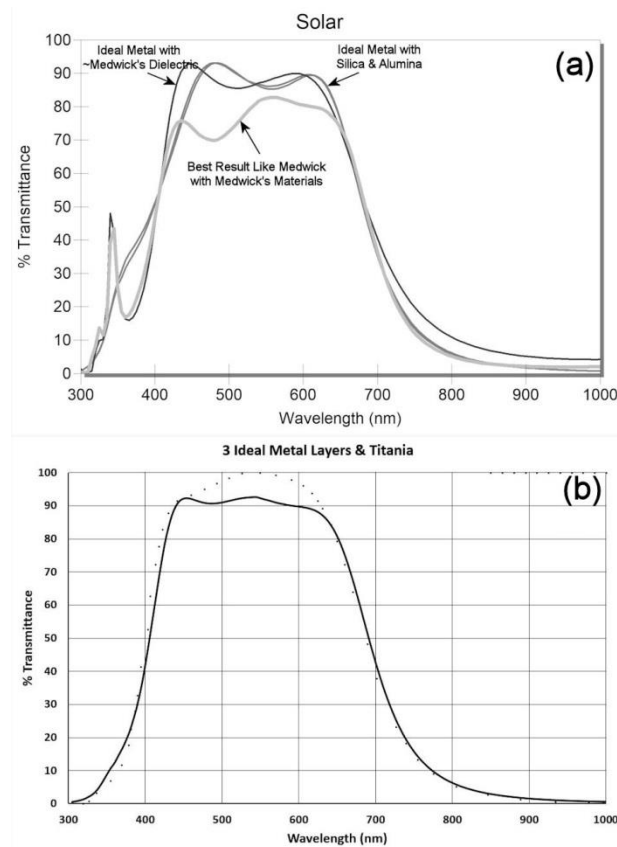 Solar
(a)
Ideal Metal with
~Medwick's Dielectric
Ideal Metal with
Silica & Alumina
Best Result Like Medwick
with Medwick's Materials
% Transmittance
100
90
80
70
60
50
40
30
20
10
0
300 400 500 600 700 800 900 1000
Wavelength (nm)
3 Ideal Metal Layers & Titania
(b)
% Transmittance
100
90
80
70
60
50
40
30
20
10
0
300 400 500 600 700 800 900 1000
Wavelength (nm)